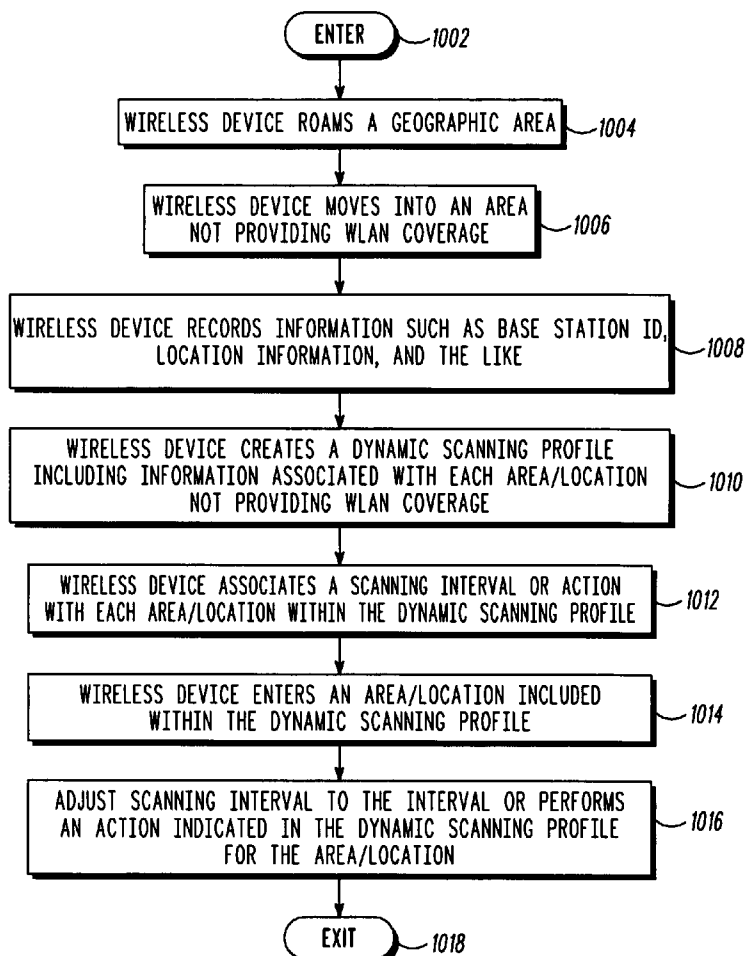 ENTER
1002
WIRELESS DEVICE ROAMS A GEOGRAPHIC AREA
1004
WIRELESS DEVICE MOVES INTO AN AREA
NOT PROVIDING WLAN COVERAGE
1006
WIRELESS DEVICE RECORDS INFORMATION SUCH AS BASE STATION ID,
LOCATION INFORMATION, AND THE LIKE
1008
WIRELESS DEVICE CREATES A DYNAMIC SCANNING PROFILE
INCLUDING INFORMATION ASSOCIATED WITH EACH AREA/LOCATION
NOT PROVIDING WLAN COVERAGE
1010
WIRELESS DEVICE ASSOCIATES A SCANNING INTERVAL OR ACTION
WITH EACH AREA/LOCATION WITHIN THE DYNAMIC SCANNING PROFILE
1012
WIRELESS DEVICE ENTERS AN AREA/LOCATION INCLUDED
WITHIN THE DYNAMIC SCANNING PROFILE
1014
ADJUST SCANNING INTERVAL TO THE INTERVAL OR PERFORMS
AN ACTION INDICATED IN THE DYNAMIC SCANNING PROFILE
FOR THE AREA/LOCATION
1016
EXIT
1018